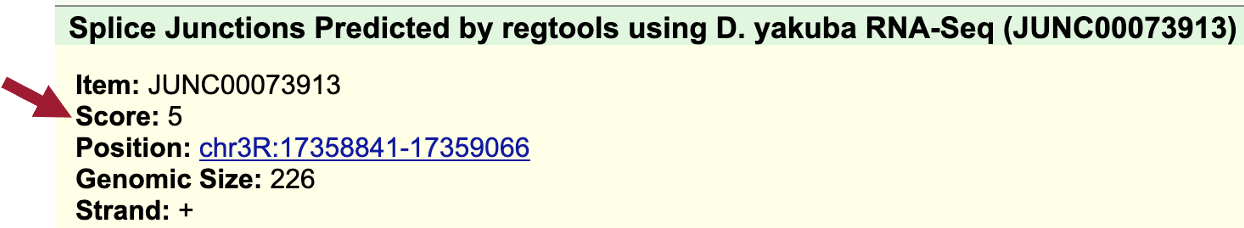 Splice Junctions Predicted by regtools using D. yakuba RNA-Seq (JUNC00073913)
Item: JUNC00073913
Score: 5
Position: chr3R:17358841-17359066
Genomic Size: 226
Strand: +